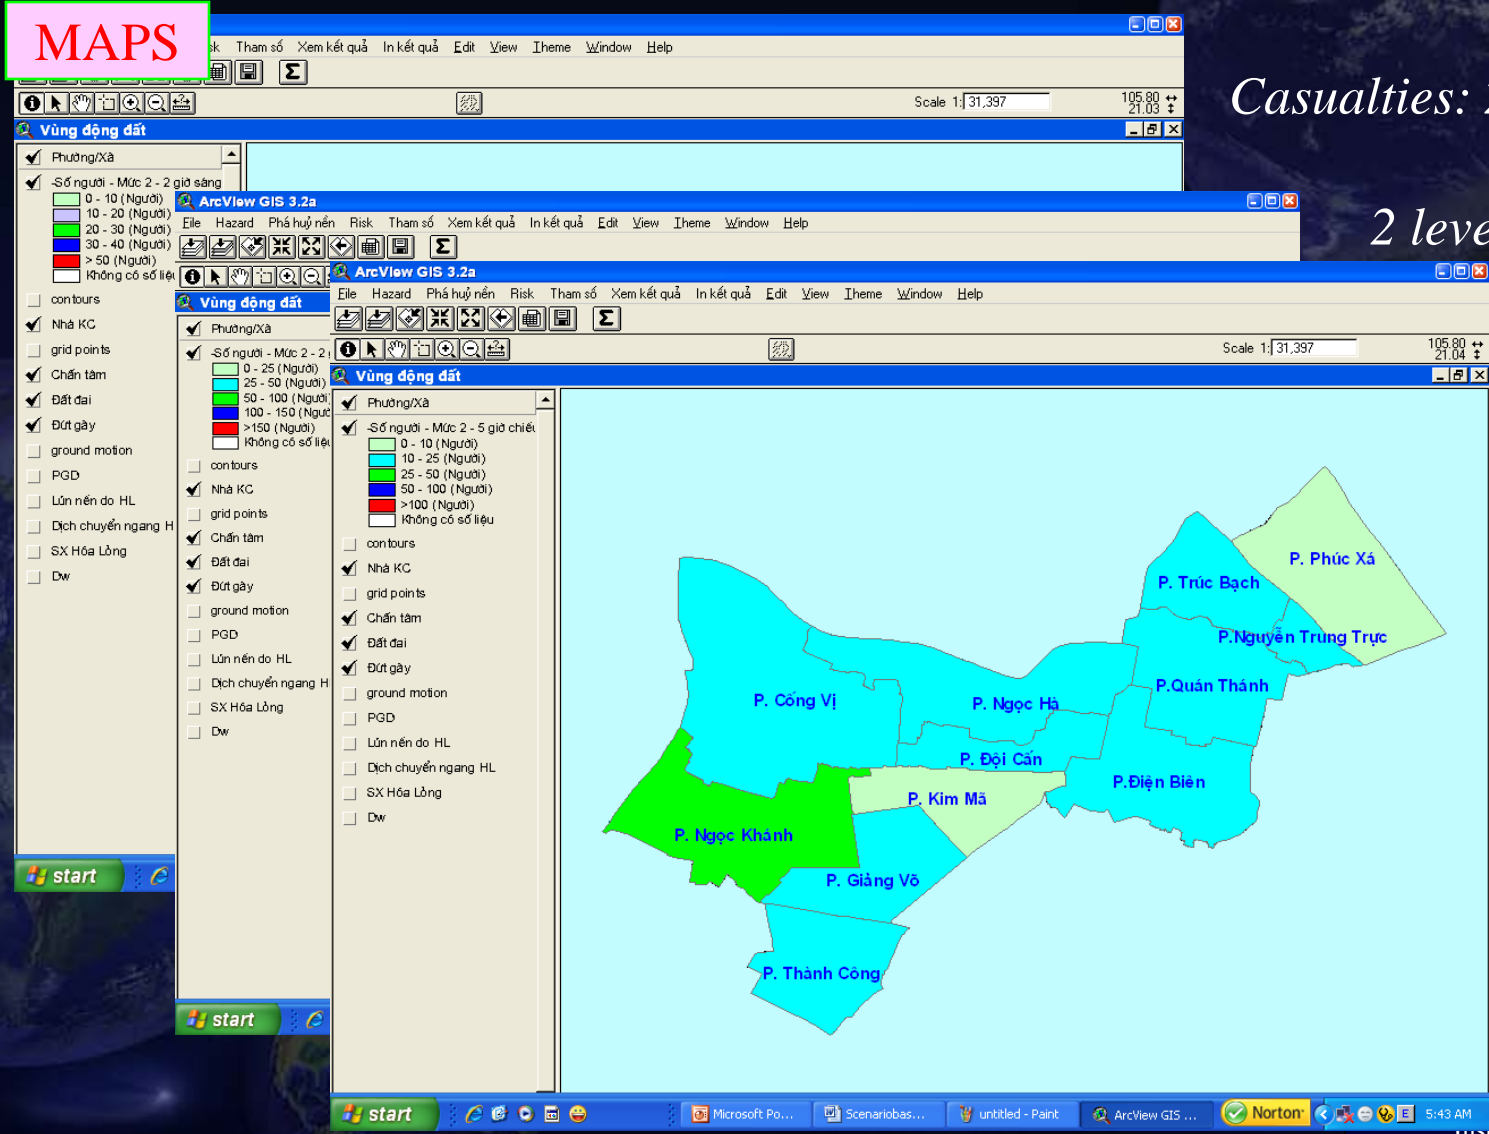 MAPS
Casualties:
2 leve
Tham số Xem kết quả In kết quả Edit View Theme Window Help
Scale 1: 31,397
105.80
21.03
Vùng động đất
Phường/Xã
-Số người - Mức 2 - 2 giờ sáng
0 - 10 (Người)
10 - 20 (Người)
20 - 30 (Người)
30 - 40 (Người)
> 50 (Người)
Không có số liệu
contours
Nhà KC
grid points
Chấn tâm
Đất đai
Đứt gãy
ground motion
PGD
Lún nền do HL
Dịch chuyển ngang H
SX Hóa Lỏng
Dw
start
ArcView GIS 3.2a
File Hazard Phá huỷ nền Risk Tham số Xem kết quả In kết quả Edit View Theme Window Help
Vùng động đất
Phường/Xã
-Số người - Mức 2 - 2
0 - 25 (Người)
25 - 50 (Người)
50 - 100 (Người)
100 - 150 (Ngườ
>150 (Người)
Không có số liệu
contours
Nhà KC
grid points
Chấn tâm
Đất đai
Đứt gãy
ground motion
PGD
Lún nền do HL
Dịch chuyển ngang H
SX Hóa Lỏng
Dw
start
ArcView GIS 3.2a
File Hazard Phá huỷ nền Risk Tham số Xem kết quả In kết quả Edit View Theme Window Help
Scale 1: 31,397
105.80
21.04
Vùng động đất
Phường/Xã
-Số người - Mức 2 - 5 giờ chiều
0 - 10 (Người)
10 - 25 (Người)
25 - 50 (Người)
50 - 100 (Người)
>100 (Người)
Không có số liệu
contours
Nhà KC
grid points
Chấn tâm
Đất đai
Đứt gãy
ground motion
PGD
Lún nền do HL
Dịch chuyển ngang HL
SX Hóa Lỏng
Dw
P. Phúc Xá
P. Trúc Bạch
P.Nguyễn Trung Trực
P.Quán Thánh
P. Cống Vị
P. Ngọc Hà
P. Đội Cấn
P.Điện Biên
P. Kim Mã
P. Ngọc Khánh
P. Giảng Võ
P. Thành Công
start
Microsoft Po...
Scenariobas...
untitled - Paint
ArcView GIS ...
Norton
E
5:43 AM